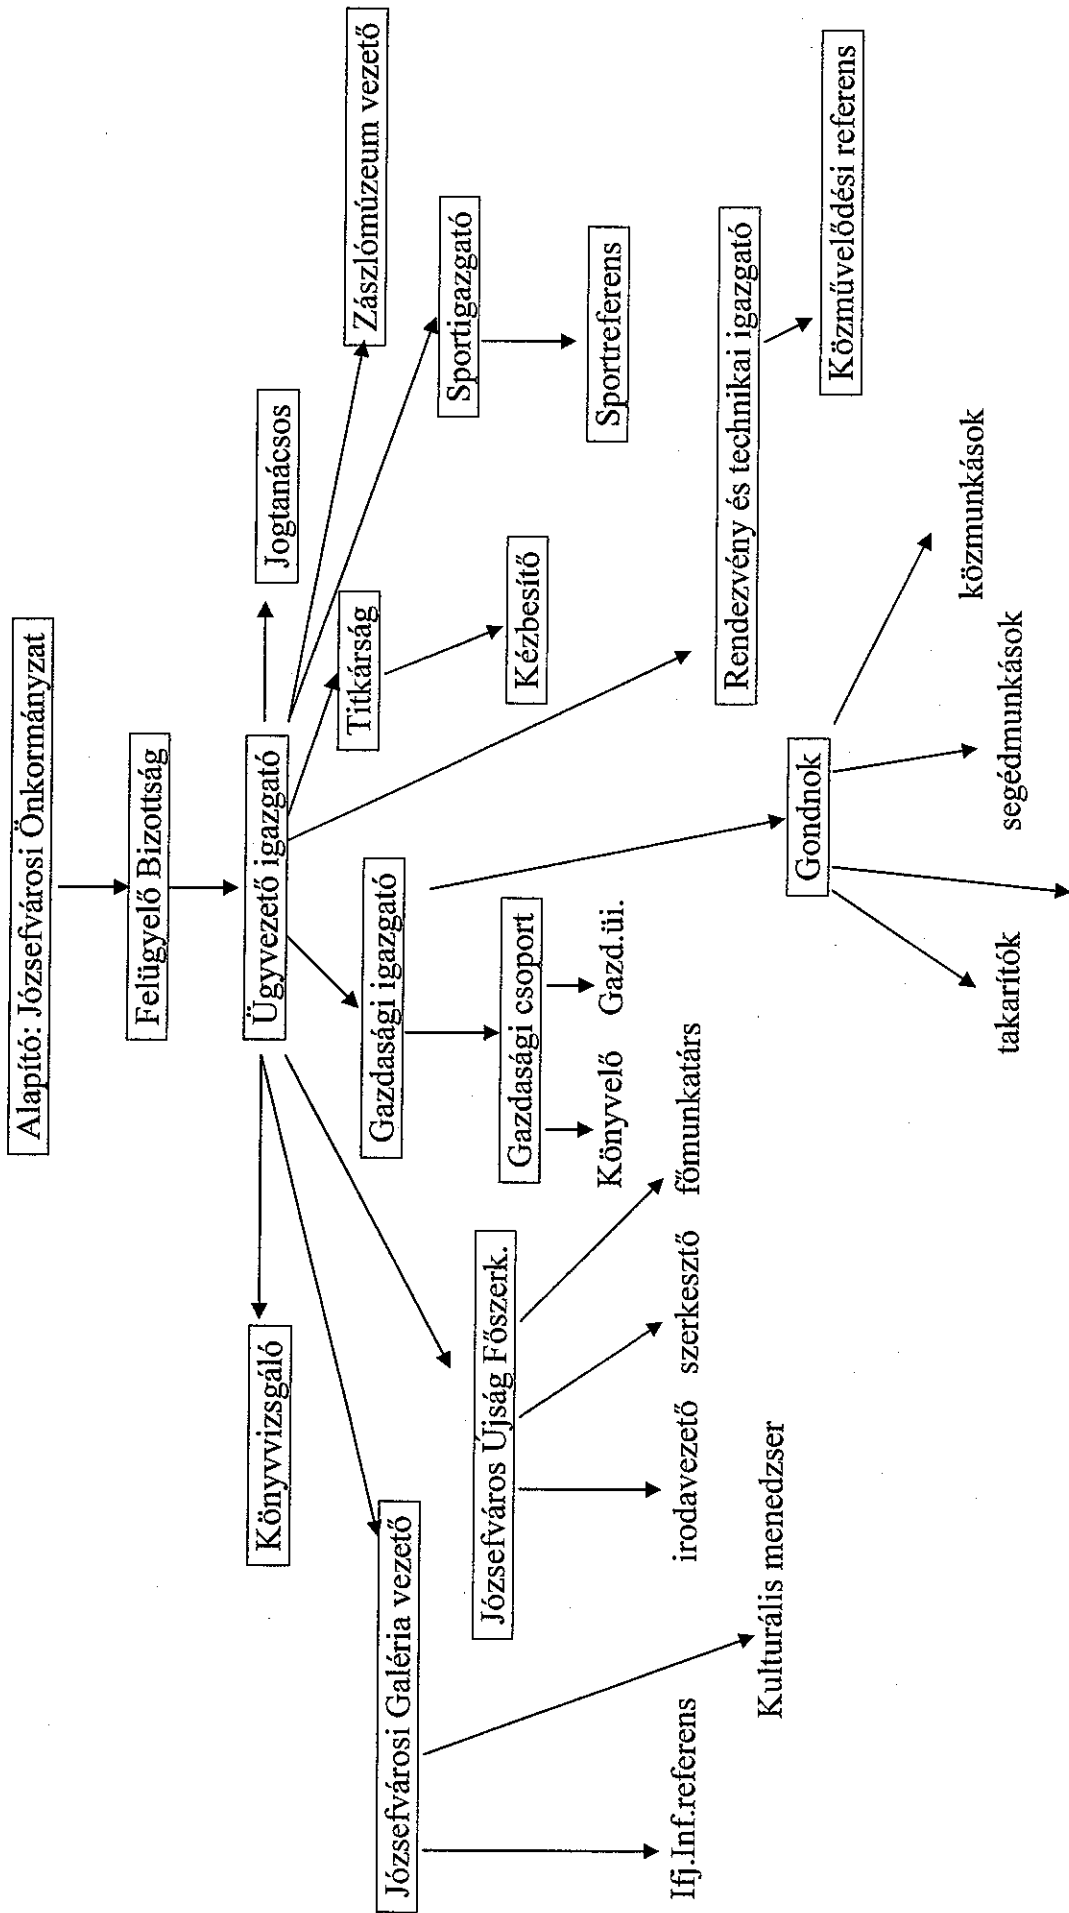 Alapító: Józsefvárosi Önkormányzat
Felügyelő Bizottság
Könyvvizsgáló
Ügyvezető igazgató
Jogtanácsos
Józsefvárosi Galéria vezető
Gazdasági igazgató
Titkárság
Zászlómúzeum vezető
Józsefváros Újság Főszerk.
Gazdasági csoport
Kézbesítő
Sportigazgató
Könyvelő
Gazd.üi.
Sportreferens
Ifj.Inf.referens
irodavezető
szerkesztő
főmunkatárs
Rendezvény és technikai igazgató
Kulturális menedzser
Gondnok
Közművelődési referens
takarítók
segédmunkások
közmunkások